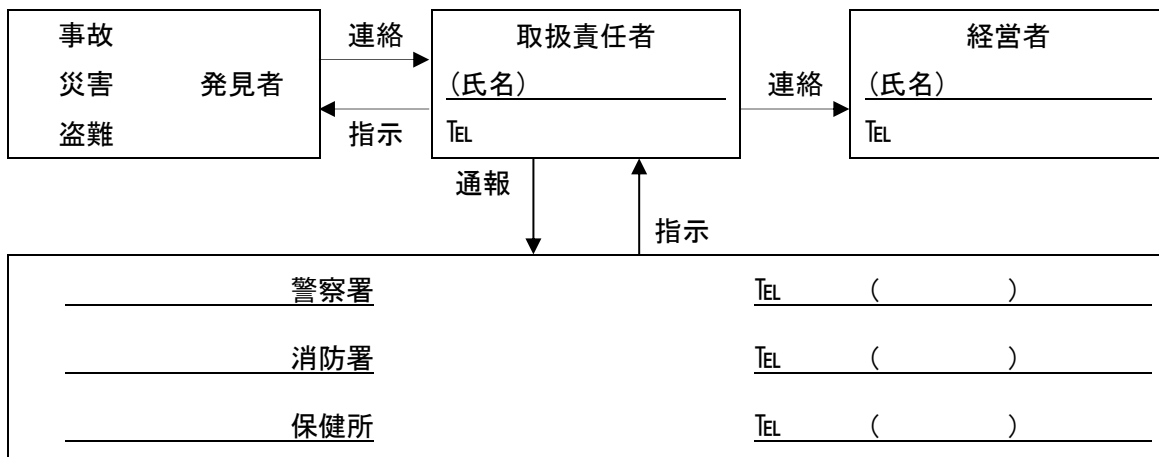 事故 連絡 取扱責任者 経営者
災害 発見者 (氏名) 連絡 (氏名)
盗難 指示 ℡ ℡
通報
指示
警察署 ℡ ( )
消防署 ℡ ( )
保健所 ℡ ( )